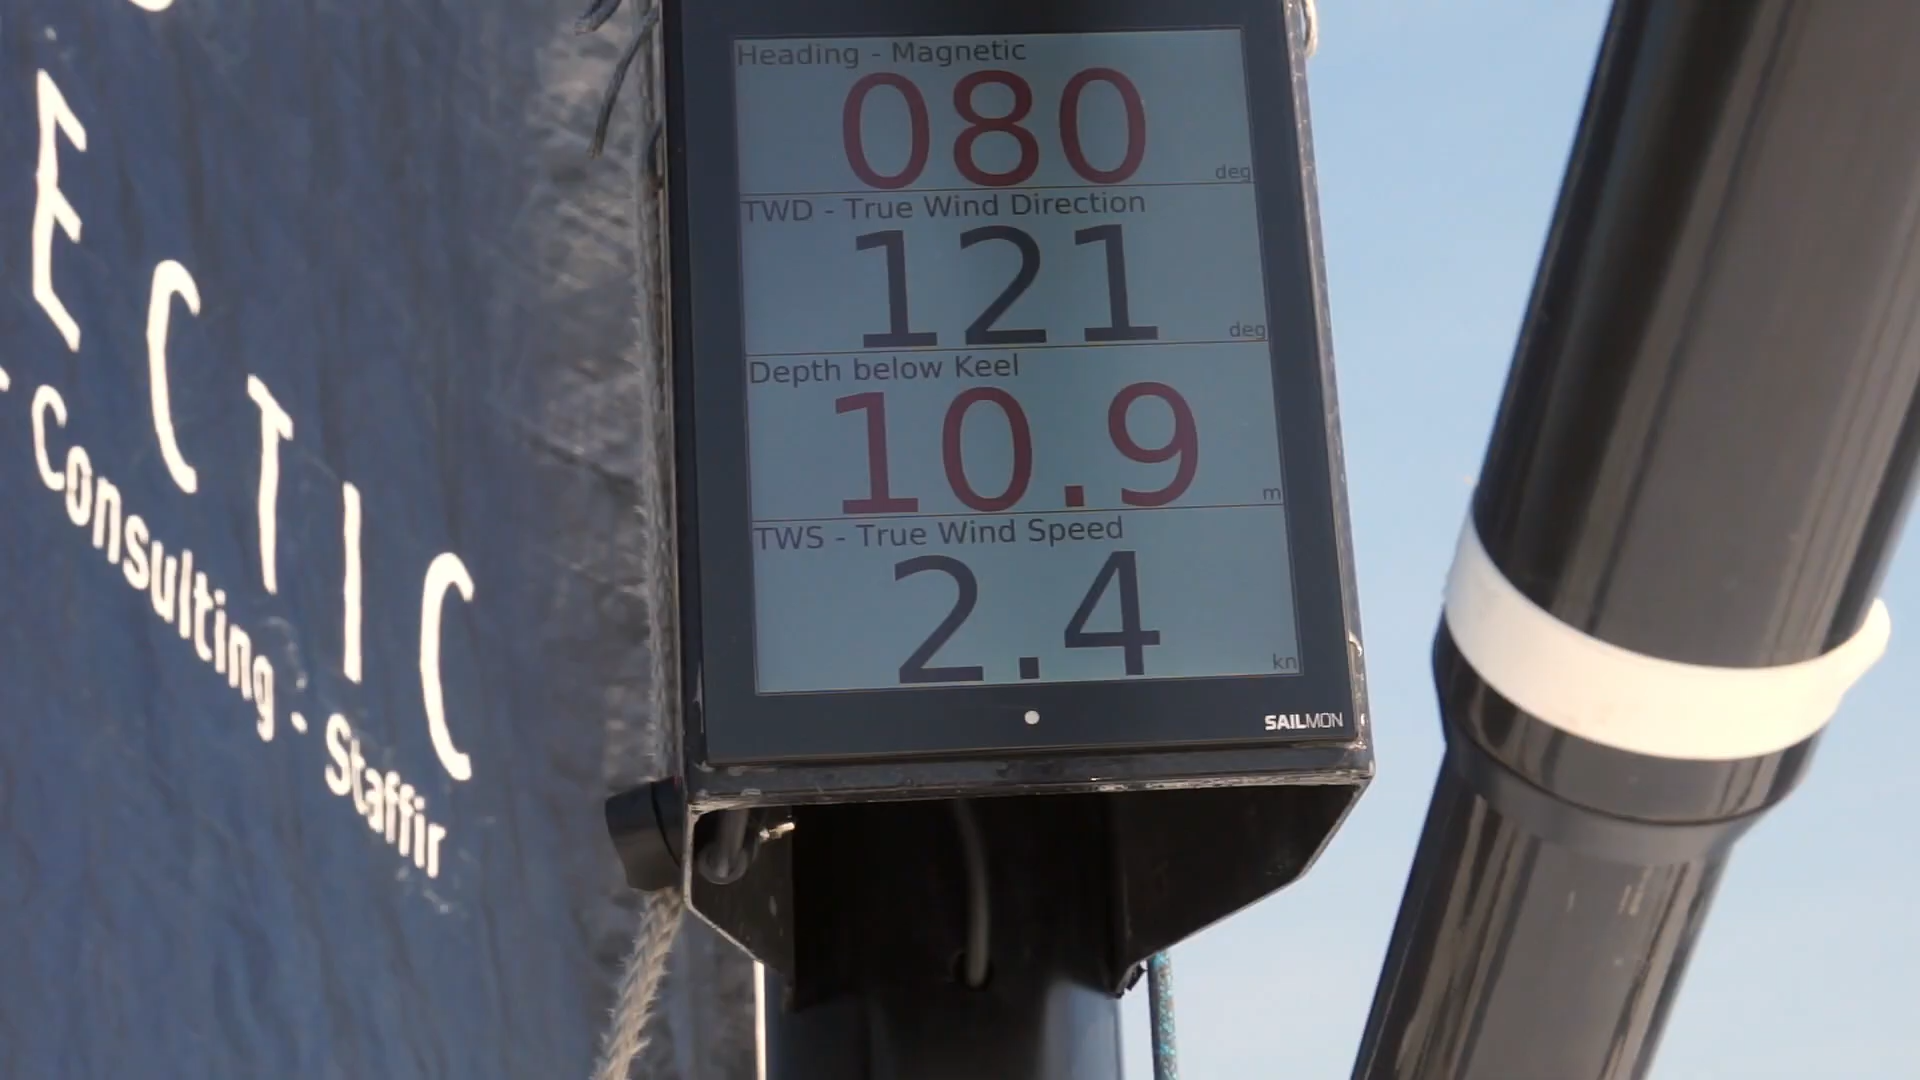 Heading - Magnetic
080
deg
TWD - True Wind Direction
121
deg
Depth below Keel
10.9
m
TWS - True Wind Speed
2.4
kn
SAILMON
ECTIC
Consulting - Staffin